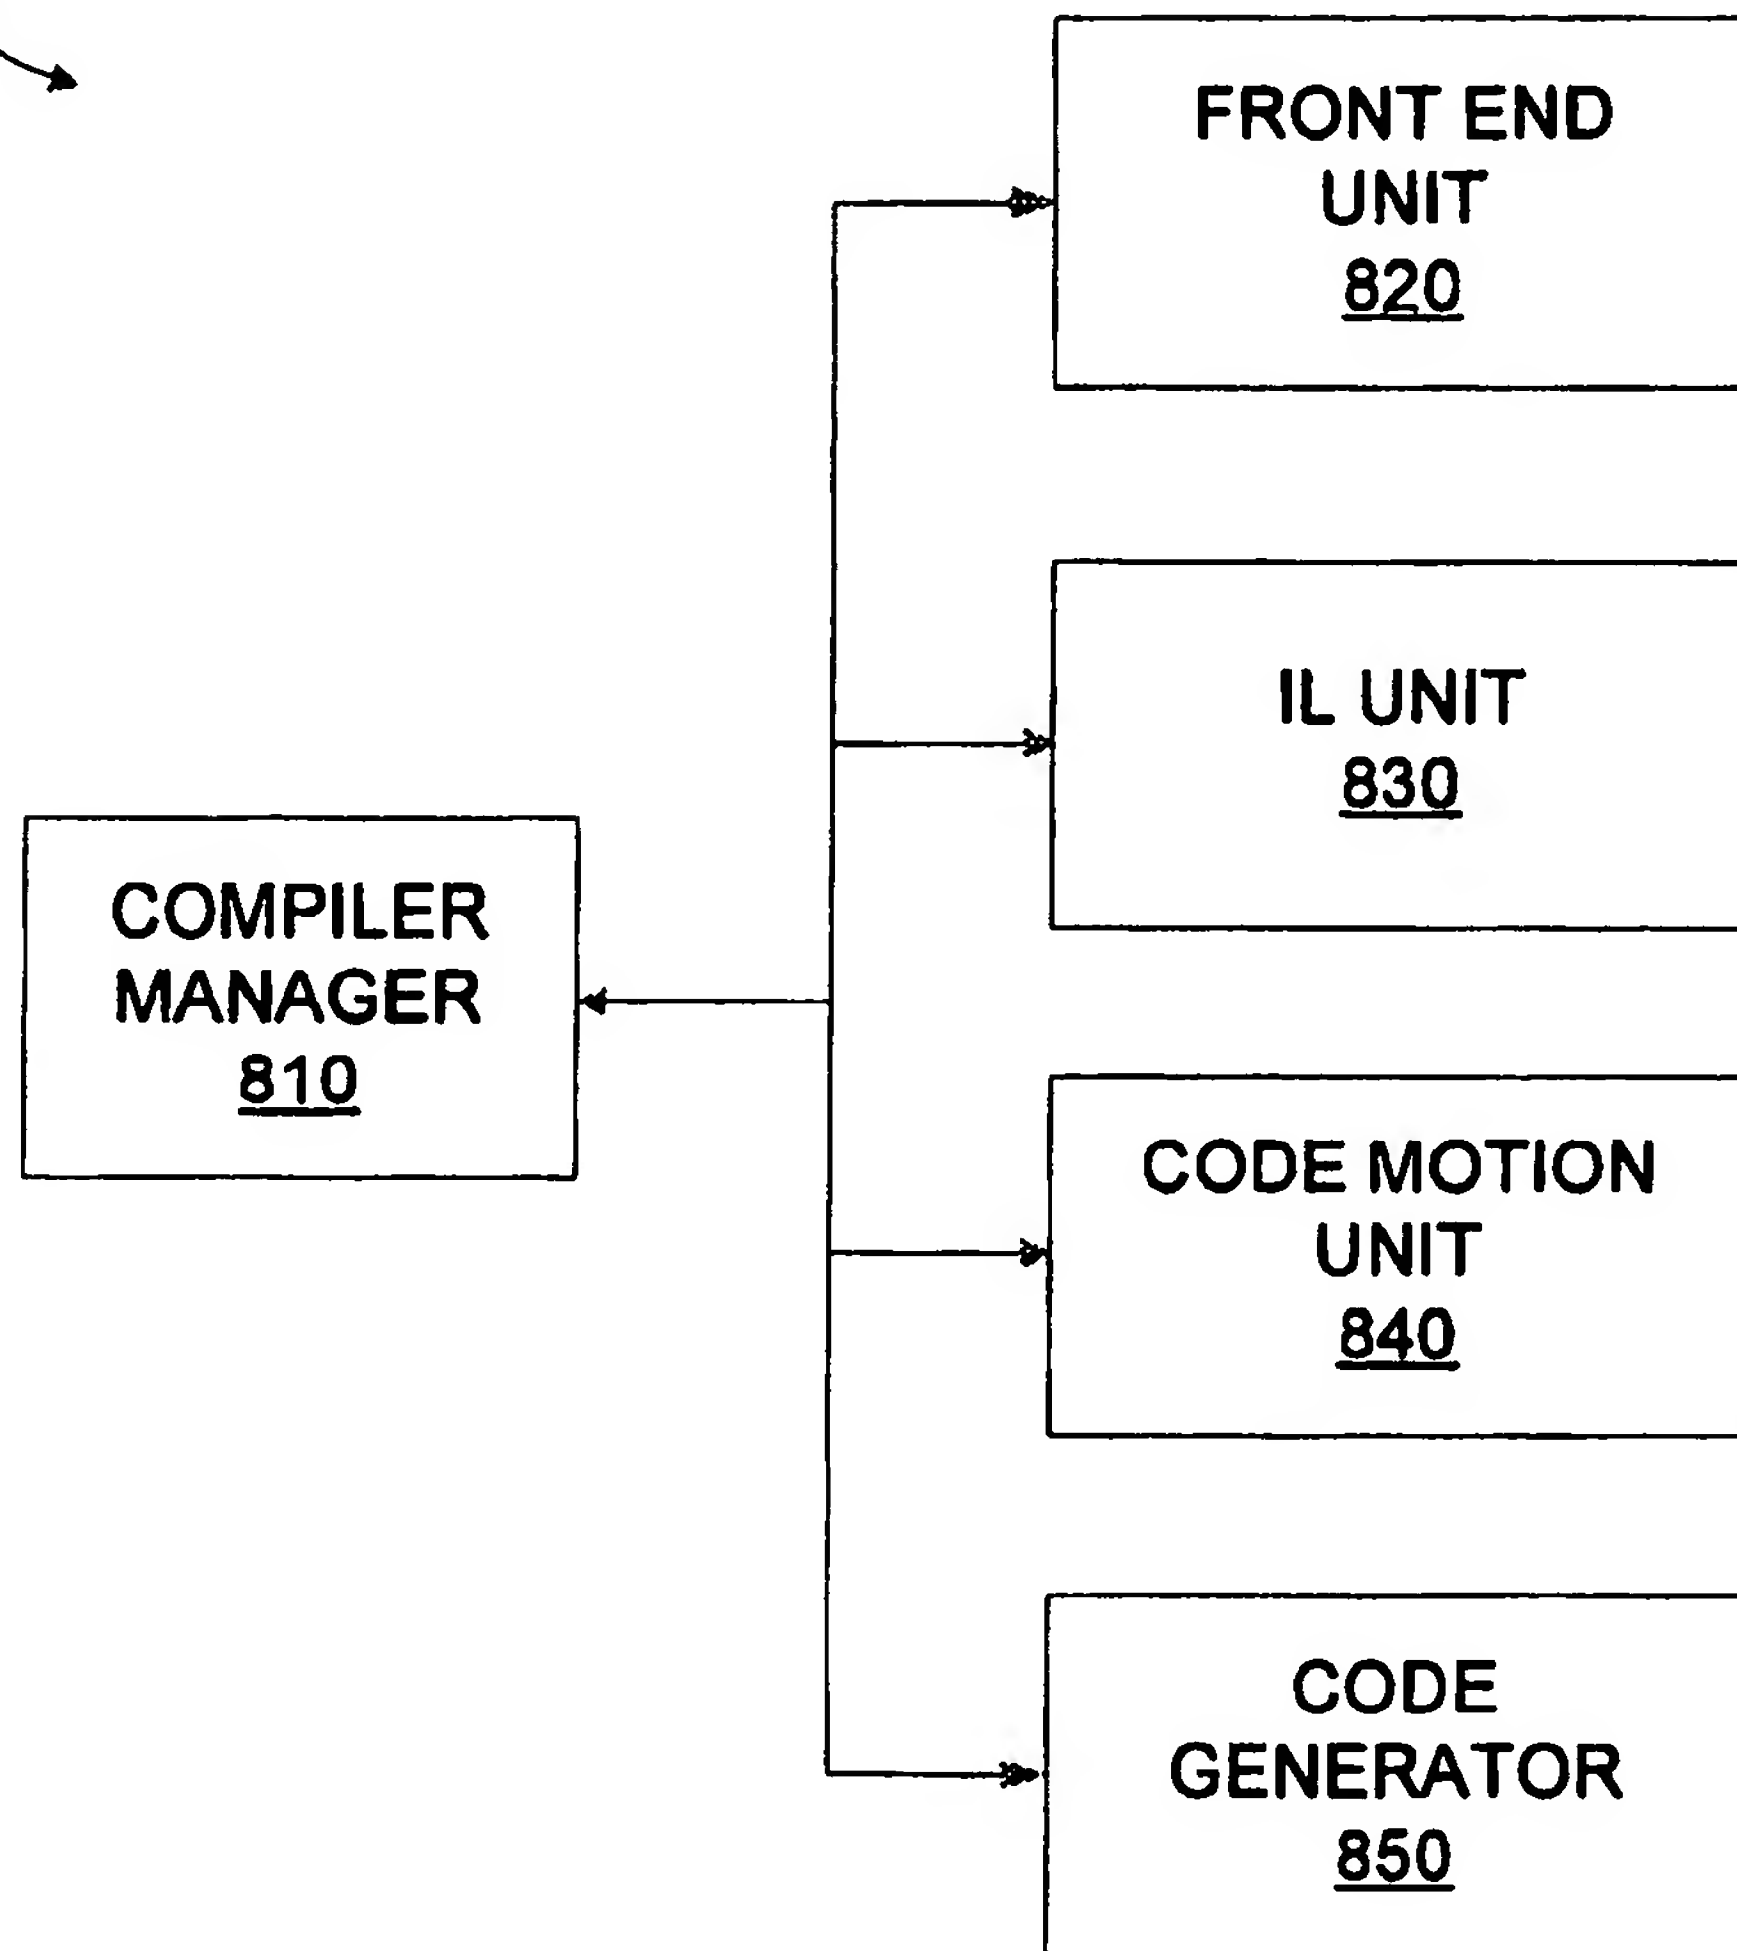 FRONT END
UNIT
820
IL UNIT
830
COMPILER
MANAGER
810
CODE MOTION
UNIT
840
CODE
GENERATOR
850